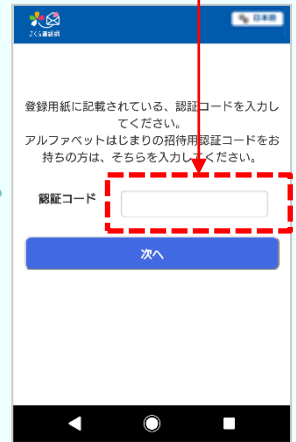 さくら連絡網
日本語
登録用紙に記載されている、認証コードを入力し
てください。
アルファベットはじまりの招待用認証コードをお
持ちの方は、そちらを入力してください。
認証コード
次へ